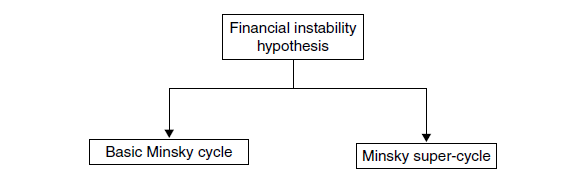 Financial instability
hypothesis
Basic Minsky cycle
Minsky super-cycle